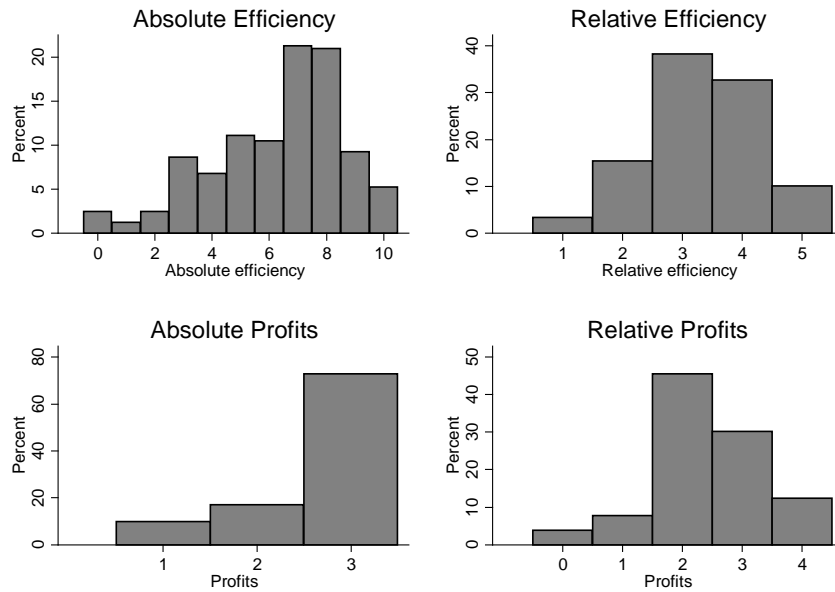 Absolute Efficiency
Percent
20
15
10
5
0
0 2 4 6 8 10
Absolute efficiency
Relative Efficiency
Percent
40
30
20
10
0
1 2 3 4 5
Relative efficiency
Absolute Profits
Percent
80
60
40
20
0
1 2 3
Profits
Relative Profits
Percent
50
40
30
20
10
0
0 1 2 3 4
Profits